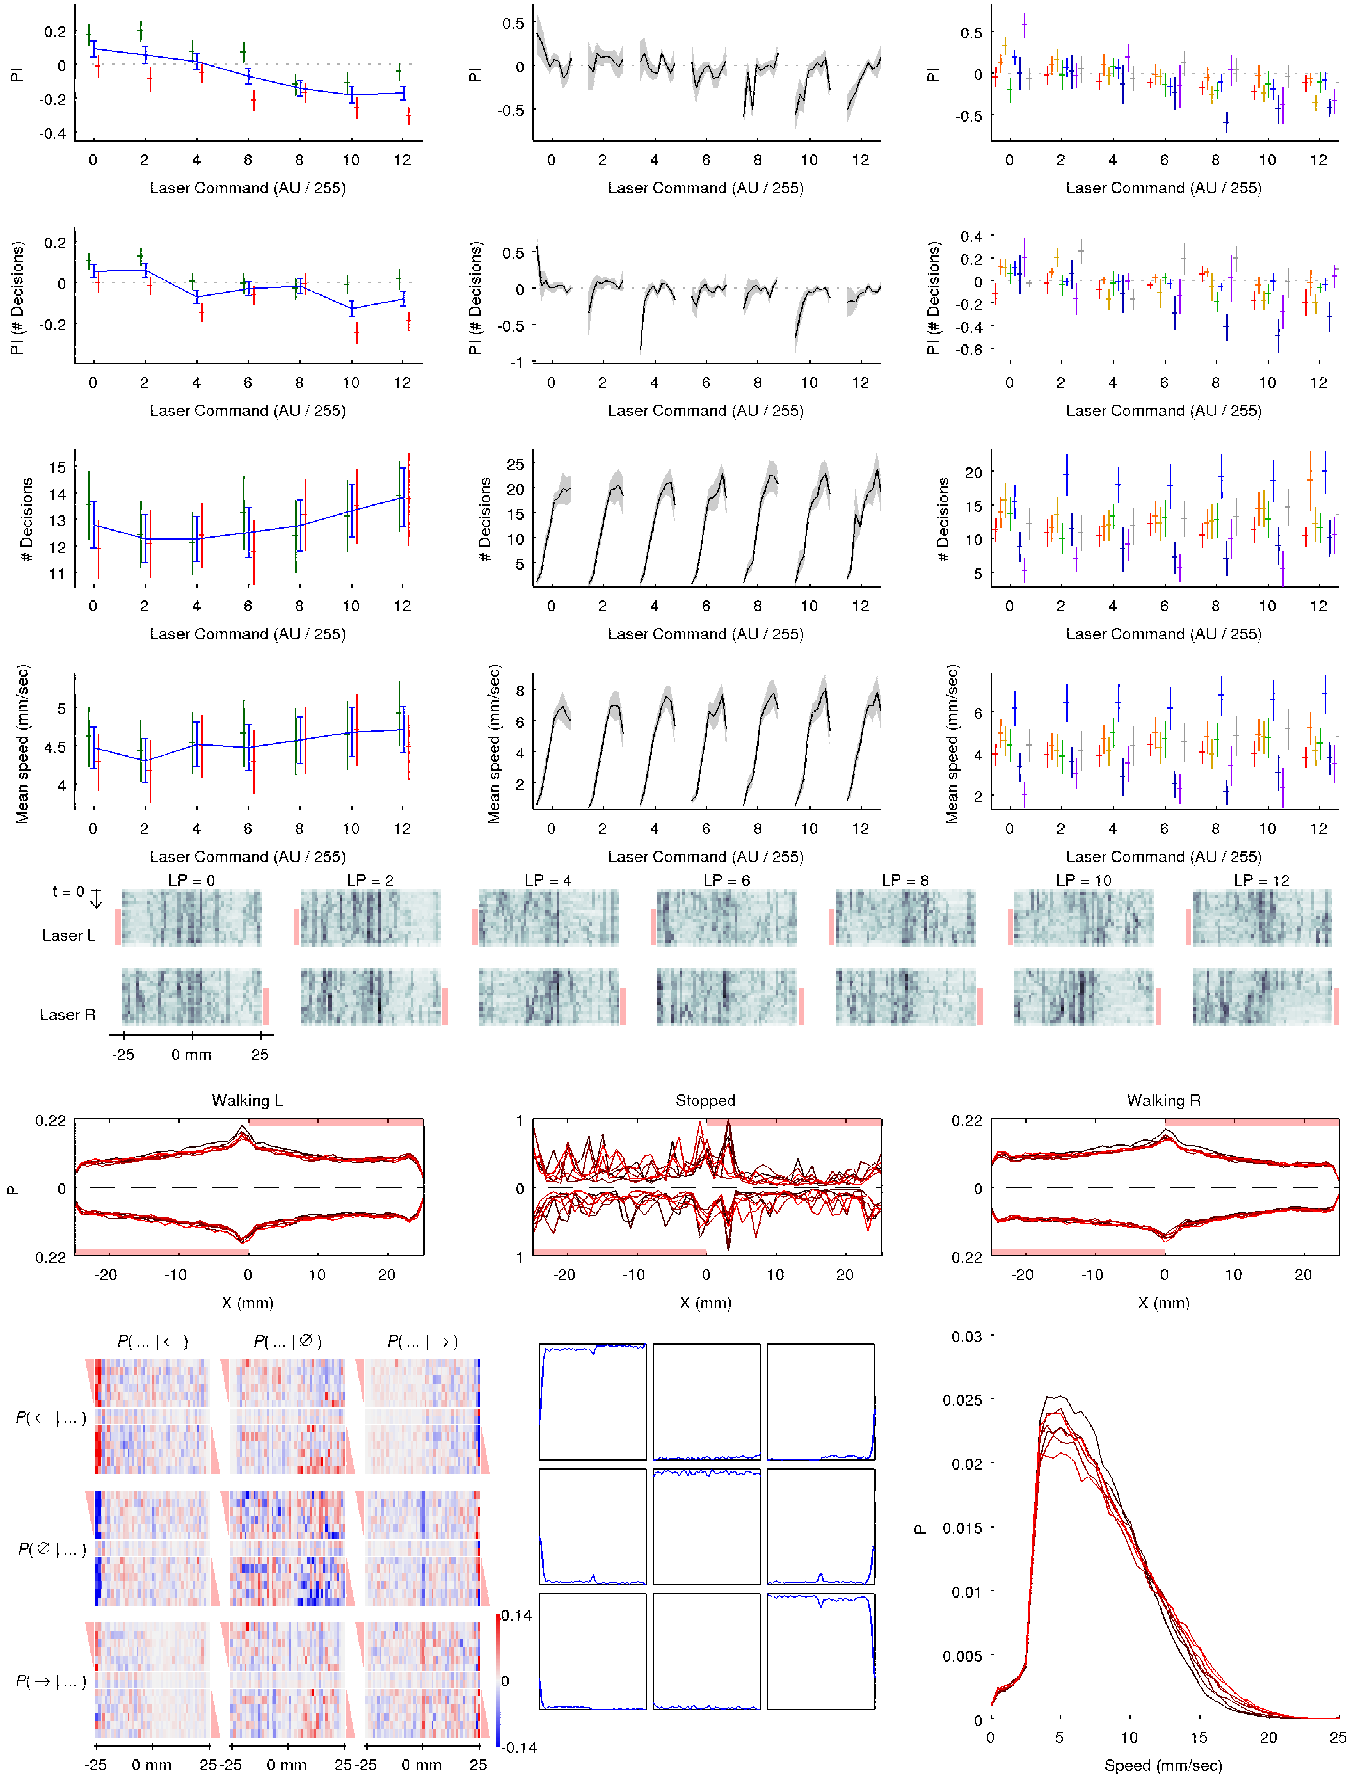 0.2
0
-0.2
-0.4
PI
0 2 4 6 8 10 12
Laser Command (AU / 255)
0.5
0
-0.5
PI
0 2 4 6 8 10 12
Laser Command (AU / 255)
0.5
0
-0.5
PI
0 2 4 6 8 10 12
Laser Command (AU / 255)
0.2
0
-0.2
PI (# Decisions)
0 2 4 6 8 10 12
Laser Command (AU / 255)
0.5
0
-0.5
-1
PI (# Decisions)
0 2 4 6 8 10 12
Laser Command (AU / 255)
0.4
0.2
0
-0.2
-0.4
-0.6
PI (# Decisions)
0 2 4 6 8 10 12
Laser Command (AU / 255)
15
14
13
12
11
# Decisions
0 2 4 6 8 10 12
Laser Command (AU / 255)
25
20
15
10
5
# Decisions
0 2 4 6 8 10 12
Laser Command (AU / 255)
20
15
10
5
# Decisions
0 2 4 6 8 10 12
Laser Command (AU / 255)
5
4.5
4
Mean speed (mm/sec)
0 2 4 6 8 10 12
Laser Command (AU / 255)
8
6
4
2
Mean speed (mm/sec)
0 2 4 6 8 10 12
Laser Command (AU / 255)
8
6
4
2
Mean speed (mm/sec)
0 2 4 6 8 10 12
Laser Command (AU / 255)
LP = 0 LP = 2 LP = 4 LP = 6 LP = 8 LP = 10 LP = 12
t = 0
Laser L
Laser R
-25 0 mm 25
Walking L
0.22
0
0.22
P
-20 -10 0 10 20
X (mm)
Stopped
1
0
1
-20 -10 0 10 20
X (mm)
Walking R
0.22
0
0.22
-20 -10 0 10 20
X (mm)
P( ... | ← ) P( ... | ∅ ) P( ... | → )
P( ← | ... )
P( ∅ | ... )
P( → | ... )
0.14
0
-0.14
-25 0 mm 25 -25 0 mm 25 -25 0 mm 25
0.03
0.025
0.02
0.015
0.01
0.005
0
P
0 5 10 15 20 25
Speed (mm/sec)